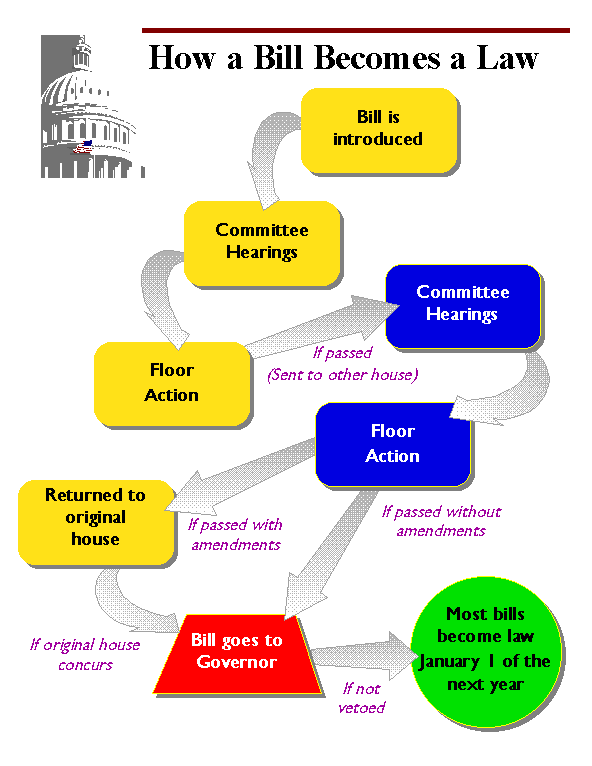 How a Bill Becomes a Law
Bill is
introduced
Committee
Hearings
Floor
Action
If passed
(Sent to other house)
Committee
Hearings
Floor
Action
If passed with
amendments
If passed without
amendments
Returned to
original
house
If original house
concurs
Bill goes to
Governor
If not
vetoed
Most bills
become law
January 1 of the
next year